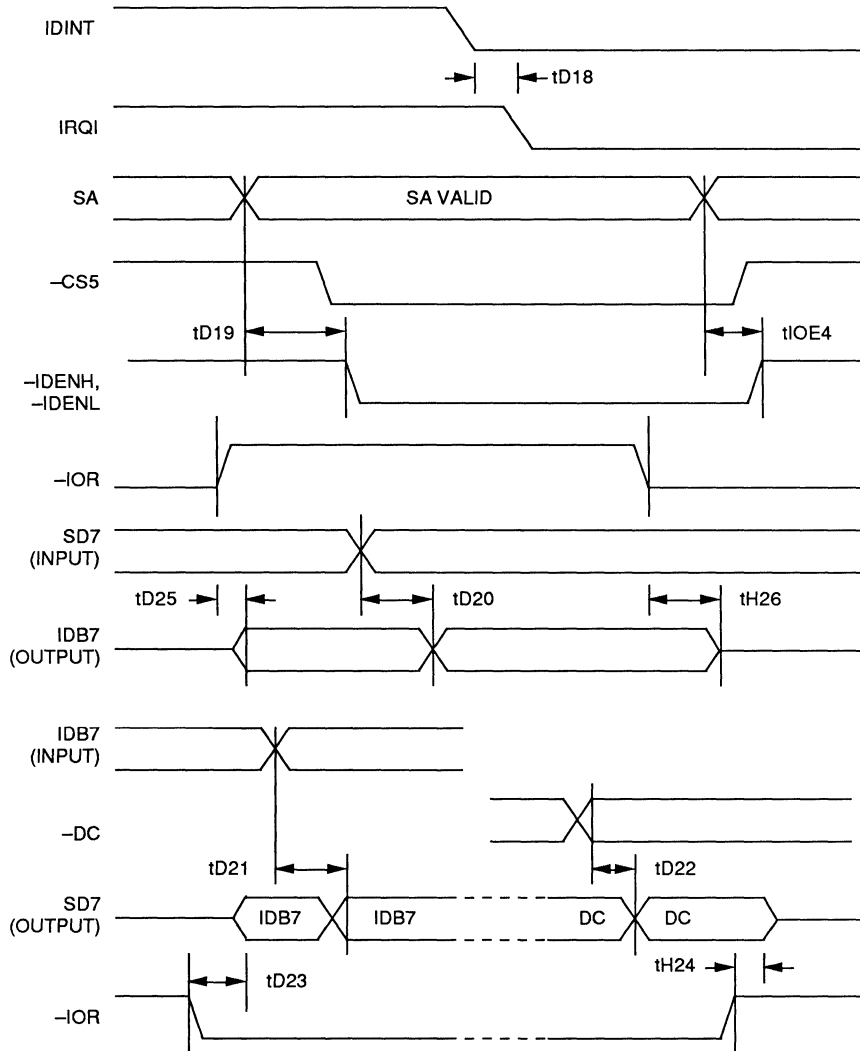 IDINT
tD18
IRQI
SA
SA VALID
–CS5
tD19
tIOE4
–IDENH,
–IDENL
–IOR
SD7
(INPUT)
tD25
tD20
tH26
IDB7
(OUTPUT)
IDB7
(INPUT)
–DC
tD21
tD22
SD7
(OUTPUT)
IDB7
IDB7
DC
DC
tH24
tD23
–IOR